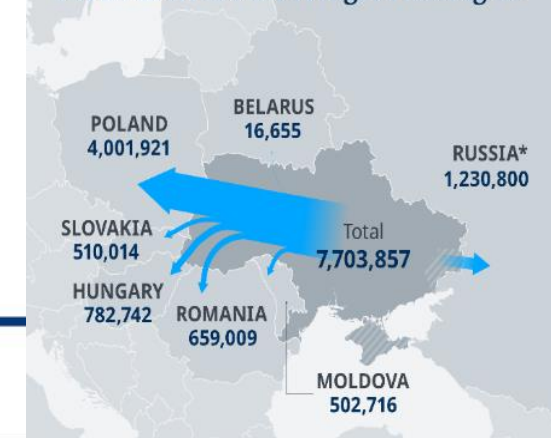 POLAND
4,001,921
BELARUS
16,655
RUSSIA*
1,230,800
SLOVAKIA
510,014
Total
7,703,857
HUNGARY
782,742
ROMANIA
659,009
MOLDOVA
502,716